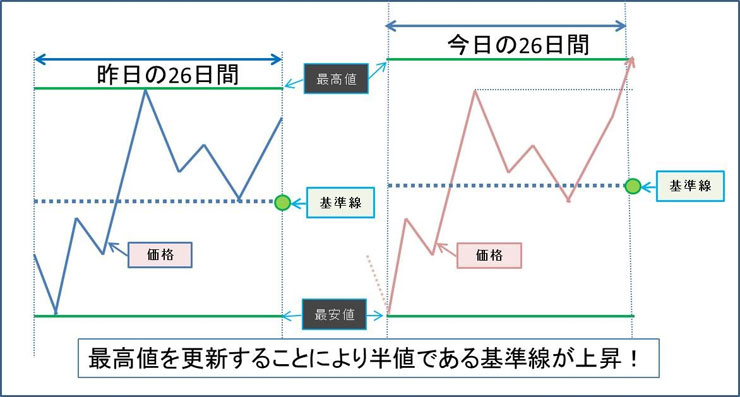 昨日の26日間
今日の26日間
最高値
基準線
基準線
価格
価格
最安値
最高値を更新することにより半値である基準線が上昇！